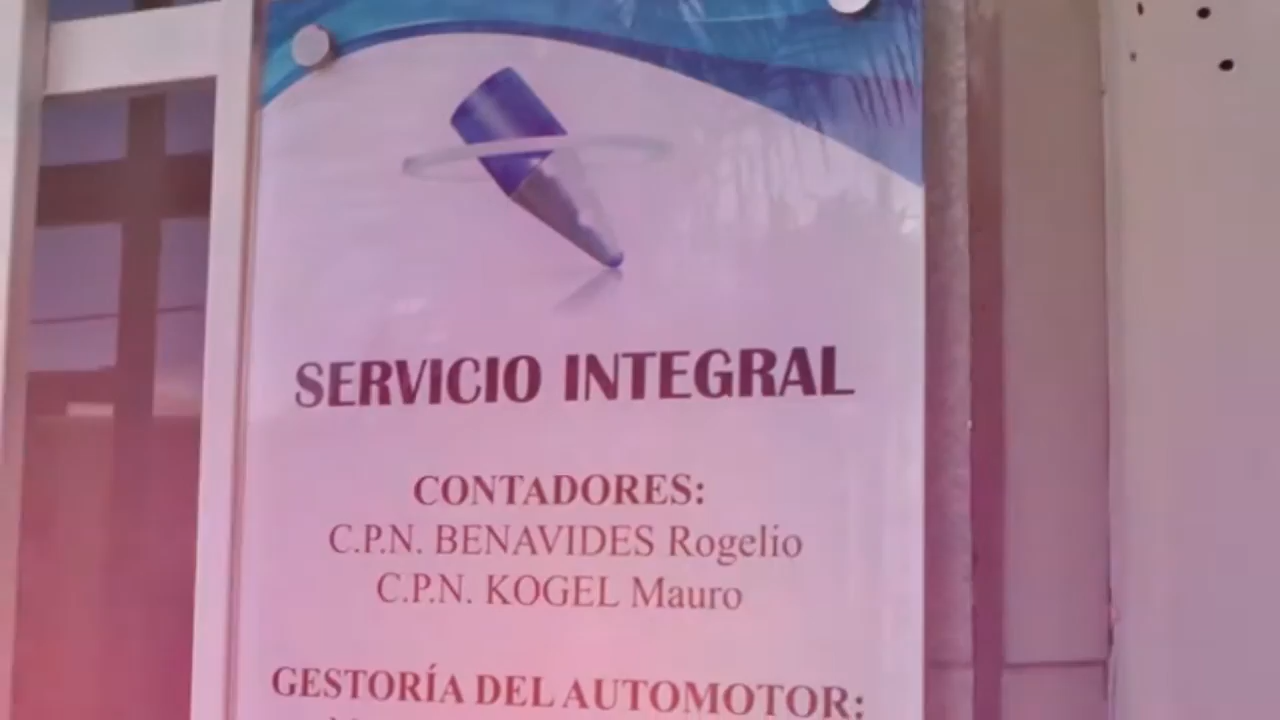 SERVICIO INTEGRAL
CONTADORES:
C.P.N. BENAVIDES Rogelio
C.P.N. KOGEL Mauro
GESTORÍA DEL AUTOMOTOR: